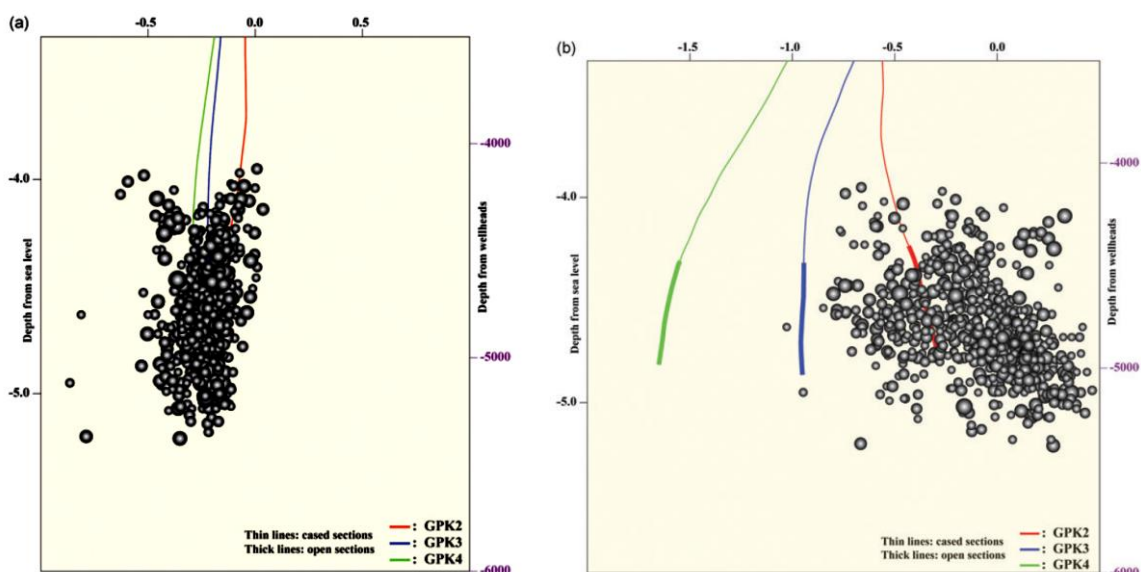 (a)
-0.5 0.0 0.5
-4.0
-5.0
Depth from sea level
-4000
-5000
-6000
Depth from wellheads
Thin lines: cased sections
Thick lines: open sections
: GPK2
: GPK3
: GPK4
(b)
-1.5 -1.0 -0.5 0.0
-4.0
-5.0
Depth from sea level
-4000
-5000
-6000
Depth from wellheads
Thin lines: cased sections
Thick lines: open sections
: GPK2
: GPK3
: GPK4